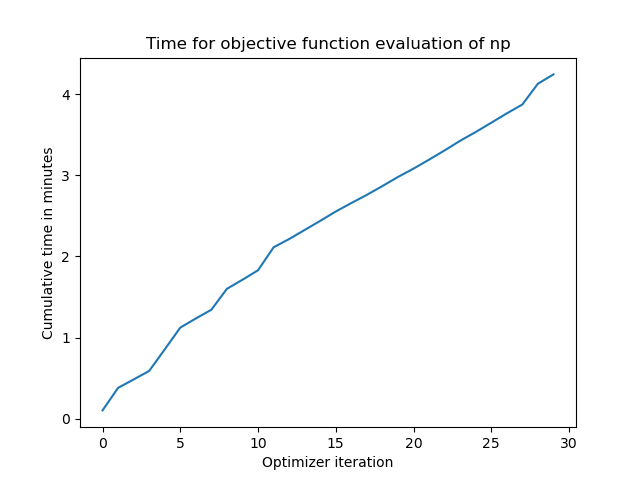 Time for objective function evaluation of np
Cumulative time in minutes
4
3
2
1
0
0 5 10 15 20 25 30
Optimizer iteration